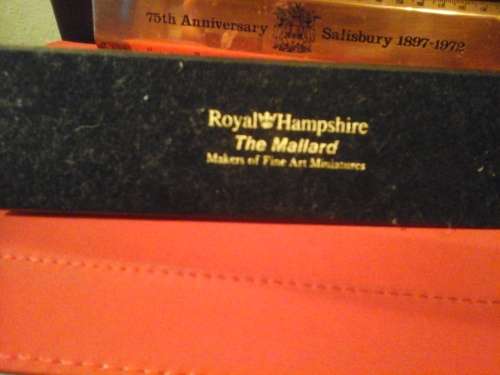 75th Anniversary Salisbury 1897-1972
Royal Hampshire
The Mallard
Makers of Fine Art Miniatures